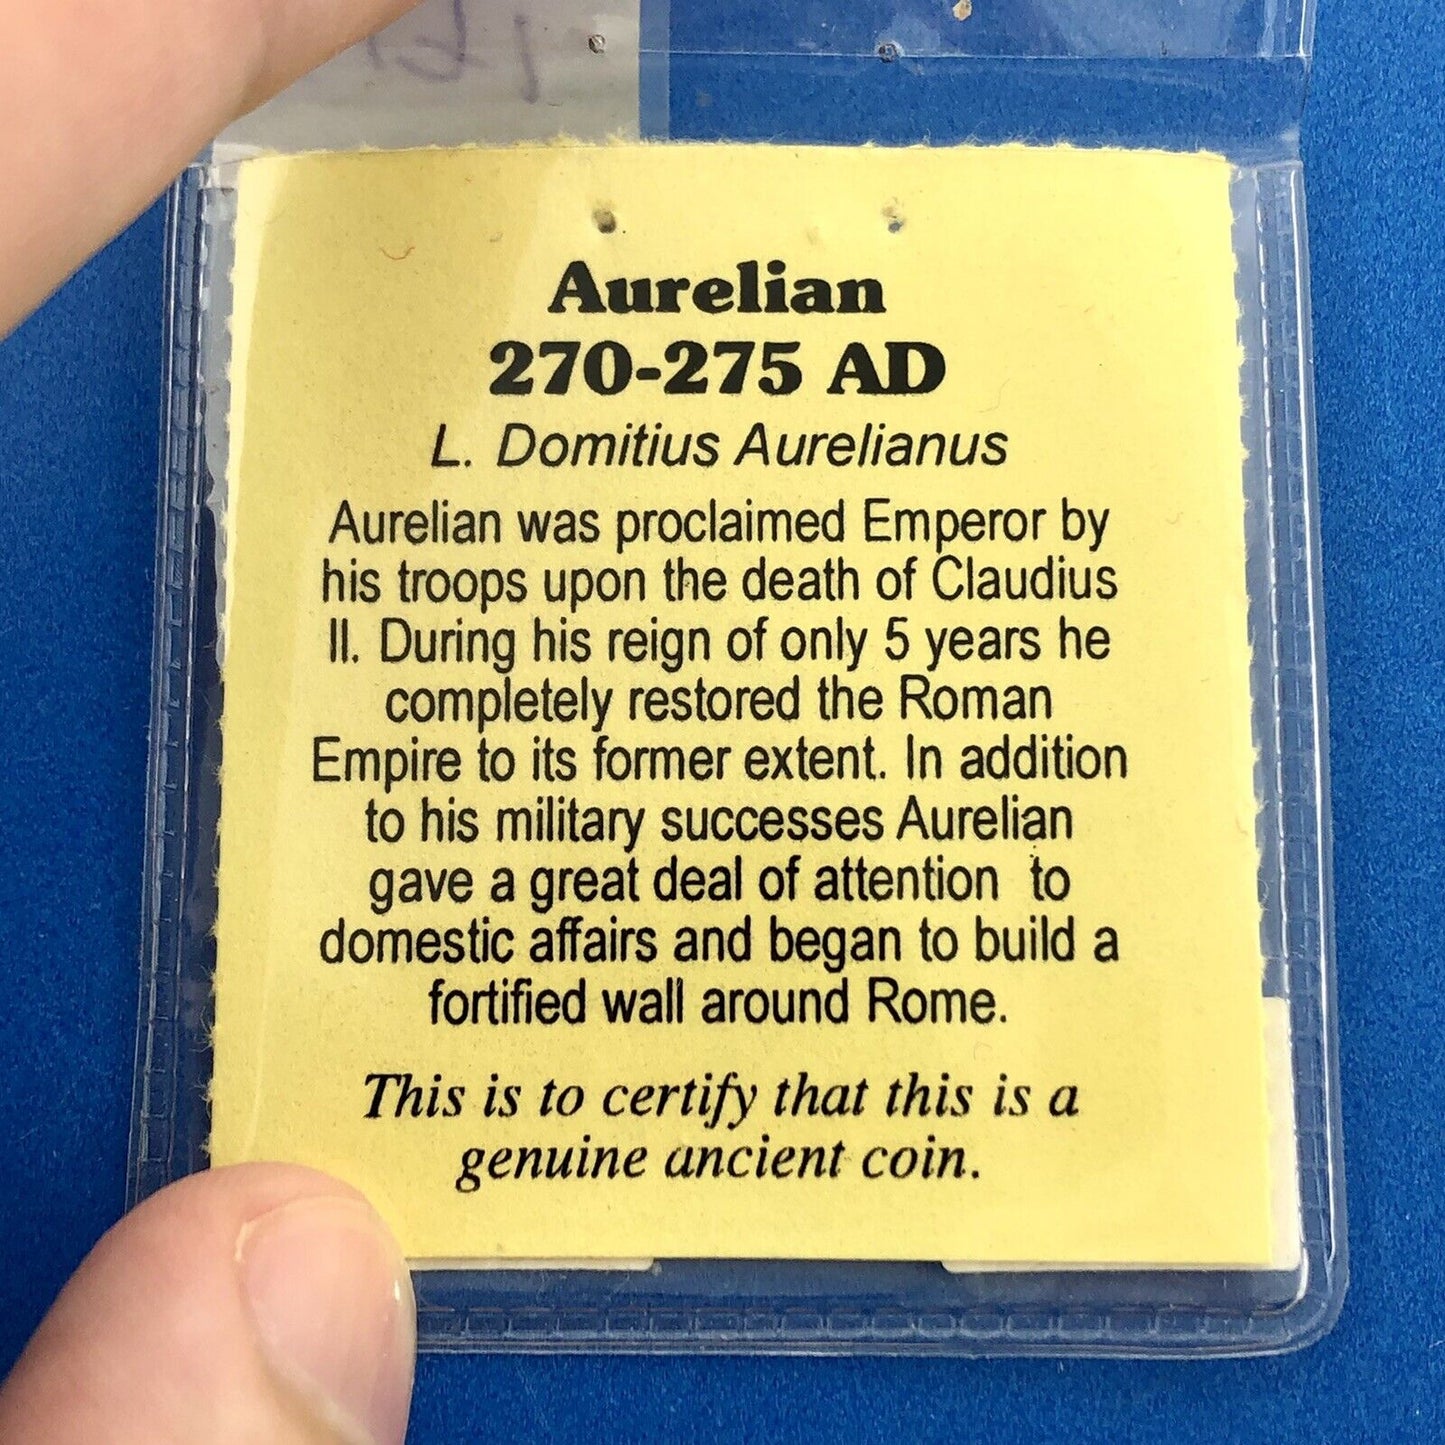 Aurelian
270-275 AD
L. Domitius Aurelianus
Aurelian was proclaimed Emperor by
his troops upon the death of Claudius
II. During his reign of only 5 years he
completely restored the Roman
Empire to its former extent. In addition
to his military successes Aurelian
gave a great deal of attention  to
domestic affairs and began to build a
fortified wall around Rome.
This is to certify that this is a
genuine ancient coin.